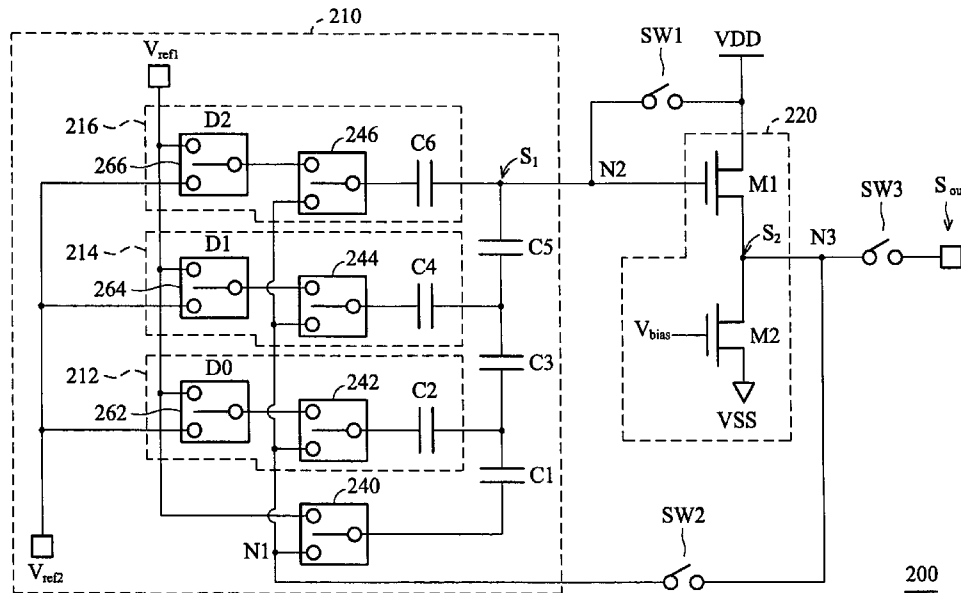 210
Vref1
SW1
VDD
216
D2
246
C6
S1
220
266
N2
M1
SW3
Sou
214
D1
244
C4
C5
S2
N3
264
Vbias
M2
212
D0
242
C2
C3
262
VSS
240
C1
SW2
N1
Vref2
200